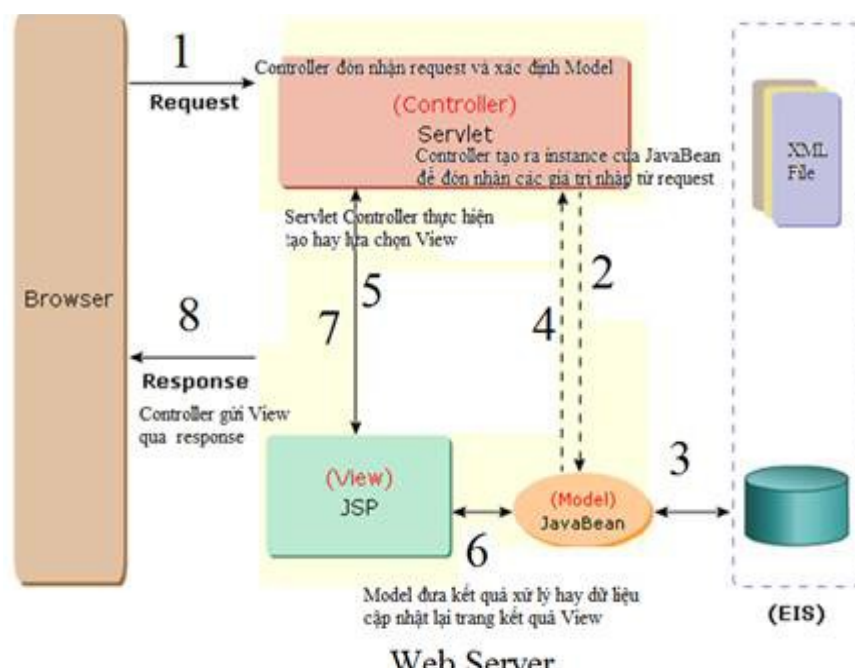 1
Request
Controller đón nhận request và xác định Model
(Controller)
Servlet
Controller tạo ra instance của JavaBean
để đón nhận các giá trị nhập từ request
XML
File
Servlet Controller thực hiện
tạo hay lựa chọn View
Browser
5
7
2
4
8
Response
Controller gửi View
qua response
(View)
JSP
6
(Model)
JavaBean
3
Model đưa kết quả xử lý hay dữ liệu
cập nhật lại trang kết quả View
(EIS)
Web Server